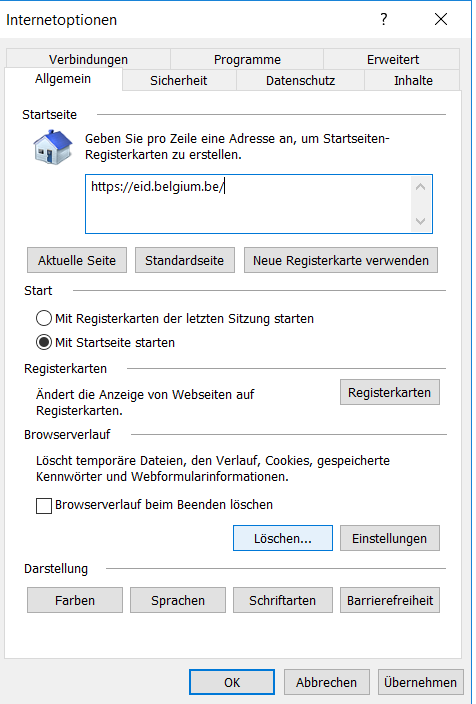 Internetoptionen
?
Verbindungen Programme Erweitert
Allgemein Sicherheit Datenschutz Inhalte
Startseite
Geben Sie pro Zeile eine Adresse an, um Startseiten-
Registerkarten zu erstellen.
https://eid.belgium.be/
Aktuelle Seite Standardseite Neue Registerkarte verwenden
Start
Mit Registerkarten der letzten Sitzung starten
Mit Startseite starten
Registerkarten
Ändert die Anzeige von Webseiten auf
Registerkarten.
Registerkarten
Browserverlauf
Löscht temporäre Dateien, den Verlauf, Cookies, gespeicherte
Kennwörter und Webformularinformationen.
Browserverlauf beim Beenden löschen
Löschen... Einstellungen
Darstellung
Farben Sprachen Schriftarten Barrierefreiheit
OK Abbrechen Übernehmen